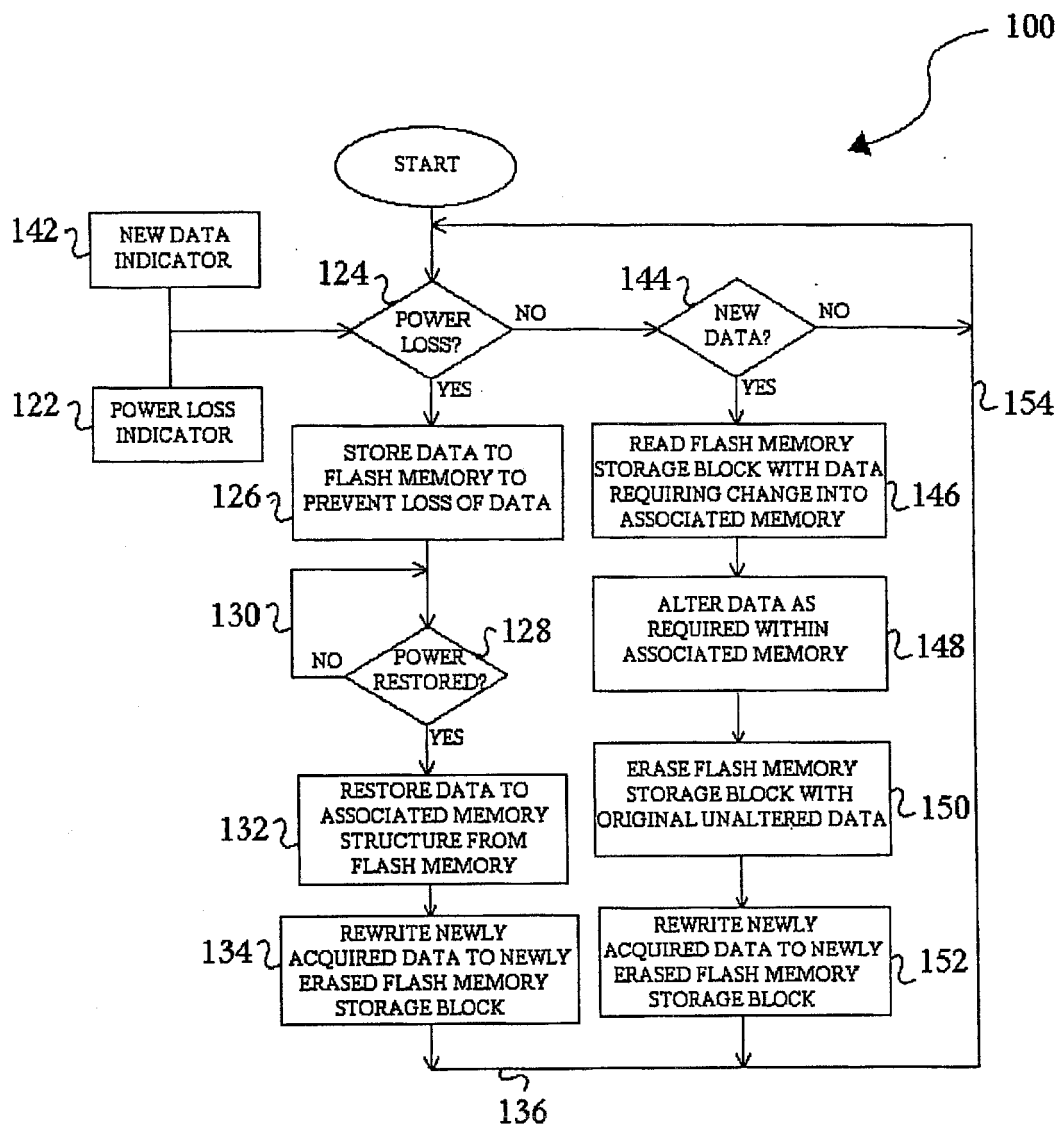 100
START
142
NEW DATA
INDICATOR
124
POWER
LOSS?
NO
144
NEW
DATA?
NO
122
POWER LOSS
INDICATOR
YES
YES
154
126
STORE DATA TO
FLASH MEMORY TO
PREVENT LOSS OF DATA
READ FLASH MEMORY
STORAGE BLOCK WITH DATA
REQUIRING CHANGE INTO
ASSOCIATED MEMORY
146
130
NO
POWER
RESTORED?
128
YES
ALTER DATA AS
REQUIRED WITHIN
ASSOCIATED MEMORY
148
132
RESTORE DATA TO
ASSOCIATED MEMORY
STRUCTURE FROM
FLASH MEMORY
ERASE FLASH MEMORY
STORAGE BLOCK WITH
ORIGINAL UNALTERED DATA
150
134
REWRITE NEWLY
ACQUIRED DATA TO NEWLY
ERASED FLASH MEMORY
STORAGE BLOCK
REWRITE NEWLY
ACQUIRED DATA TO NEWLY
ERASED FLASH MEMORY
STORAGE BLOCK
152
136